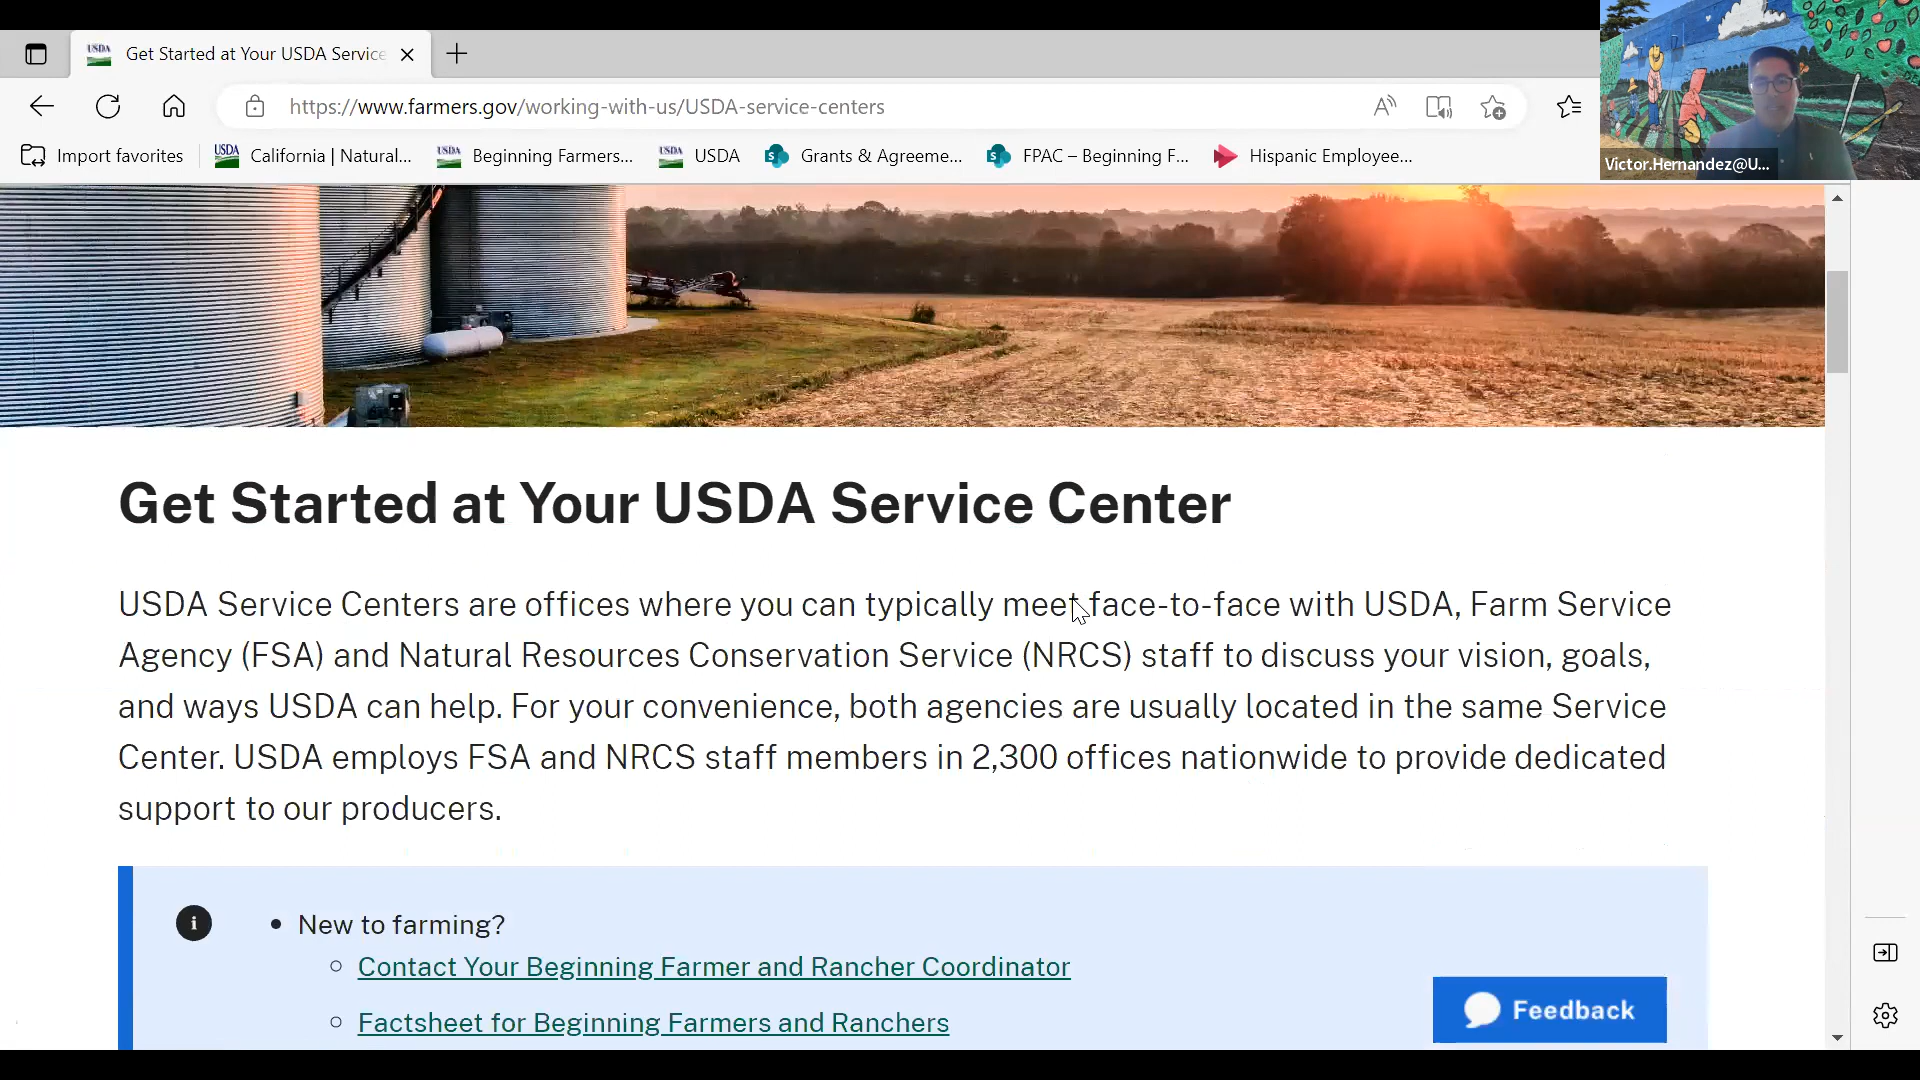 USDA
Get Started at Your USDA Service
https://www.farmers.gov/working-with-us/USDA-service-centers
Import favorites
USDA
California | Natural...
USDA
Beginning Farmers...
USDA
USDA
Grants & Agreeme...
FPAC – Beginning F...
Hispanic Employee...
Victor.Hernandez@U...
Get Started at Your USDA Service Center
USDA Service Centers are offices where you can typically meet face-to-face with USDA, Farm Service
Agency (FSA) and Natural Resources Conservation Service (NRCS) staff to discuss your vision, goals,
and ways USDA can help. For your convenience, both agencies are usually located in the same Service
Center. USDA employs FSA and NRCS staff members in 2,300 offices nationwide to provide dedicated
support to our producers.
New to farming?
Contact Your Beginning Farmer and Rancher Coordinator
Factsheet for Beginning Farmers and Ranchers
Feedback